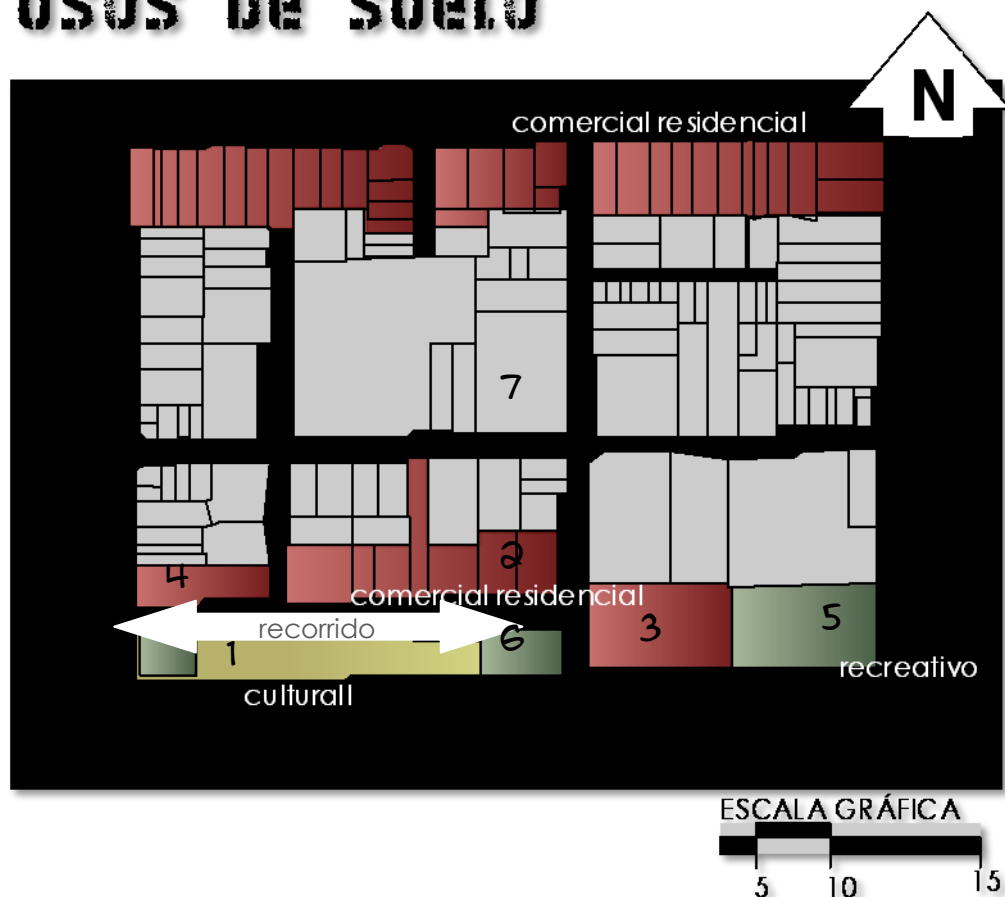 USOS DE SUELO
N
comercial residencial
7
2
4
comercial residencial
recorrido
1
6
3
5
recreativo
culturall
ESCALA GRÁFICA
5 10 15